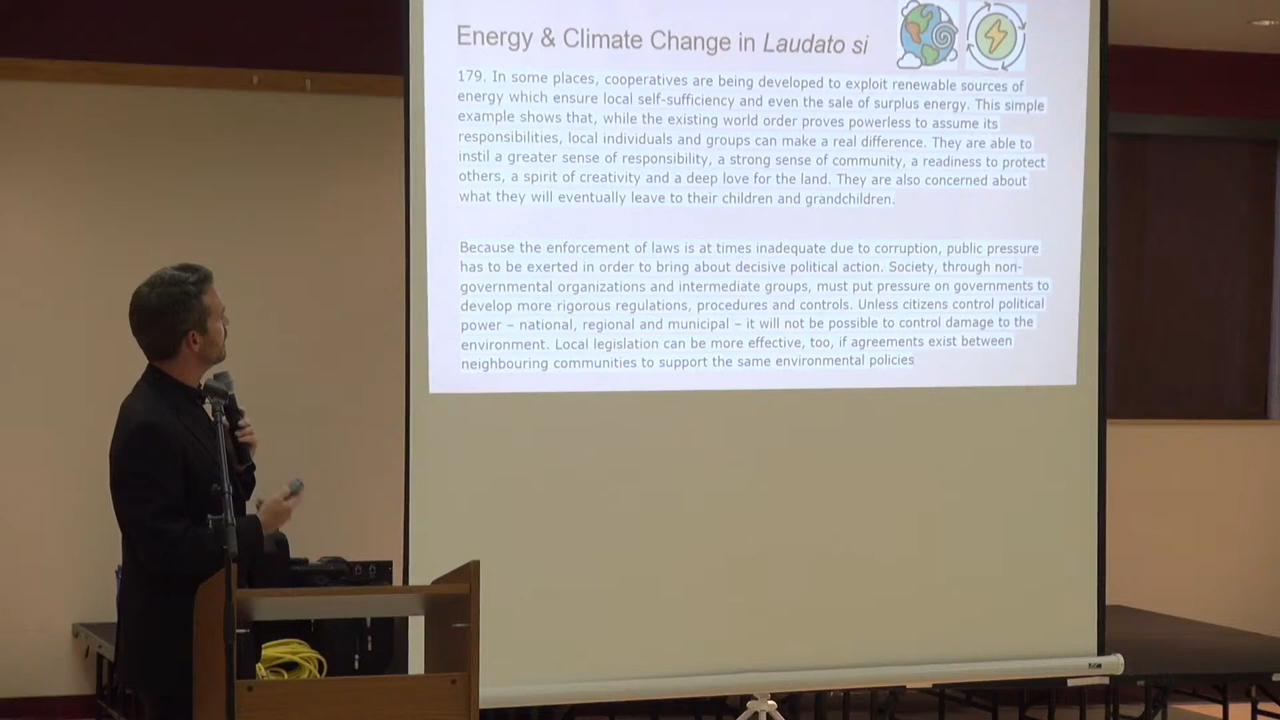 Energy & Climate Change in Laudato si
179. In some places, cooperatives are being developed to exploit renewable sources of
energy which ensure local self-sufficiency and even the sale of surplus energy. This simple
example shows that, while the existing world order proves powerless to assume its
responsibilities, local individuals and groups can make a real difference. They are able to
instil a greater sense of responsibility, a strong sense of community, a readiness to protect
others, a spirit of creativity and a deep love for the land. They are also concerned about
what they will eventually leave to their children and grandchildren.
Because the enforcement of laws is at times inadequate due to corruption, public pressure
has to be exerted in order to bring about decisive political action. Society, through non-
governmental organizations and intermediate groups, must put pressure on governments to
develop more rigorous regulations, procedures and controls. Unless citizens control political
power – national, regional and municipal – it will not be possible to control damage to the
environment. Local legislation can be more effective, too, if agreements exist between
neighbouring communities to support the same environmental policies